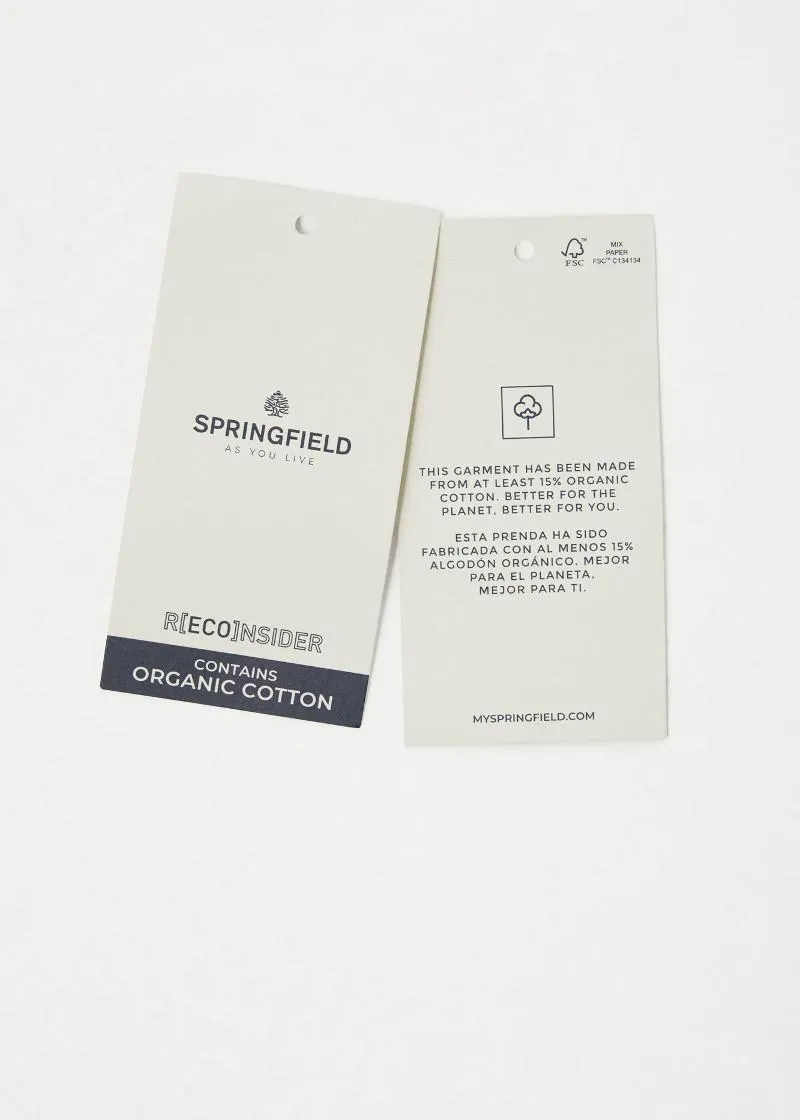 SPRINGFIELD
AS YOU LIVE
R[ECO]NSIDER
CONTAINS
ORGANIC COTTON
FSC™
MIX
PAPER
FSC™ C134134
THIS GARMENT HAS BEEN MADE
FROM AT LEAST 15% ORGANIC
COTTON. BETTER FOR THE
PLANET, BETTER FOR YOU.
ESTA PRENDA HA SIDO
FABRICADA CON AL MENOS 15%
ALGODÓN ORGÁNICO. MEJOR
PARA EL PLANETA,
MEJOR PARA TI.
MYSPRINGFIELD.COM